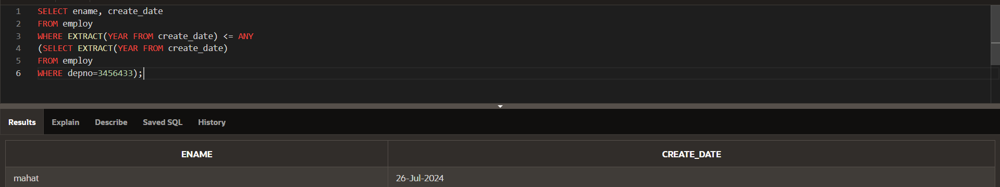 1 SELECT ename, create_date
2 FROM employ
3 WHERE EXTRACT(YEAR FROM create_date) <= ANY
4 (SELECT EXTRACT(YEAR FROM create_date)
5 FROM employ
6 WHERE depno=3456433);
Results Explain Describe Saved SQL History
ENAME CREATE_DATE
mahat 26-Jul-2024